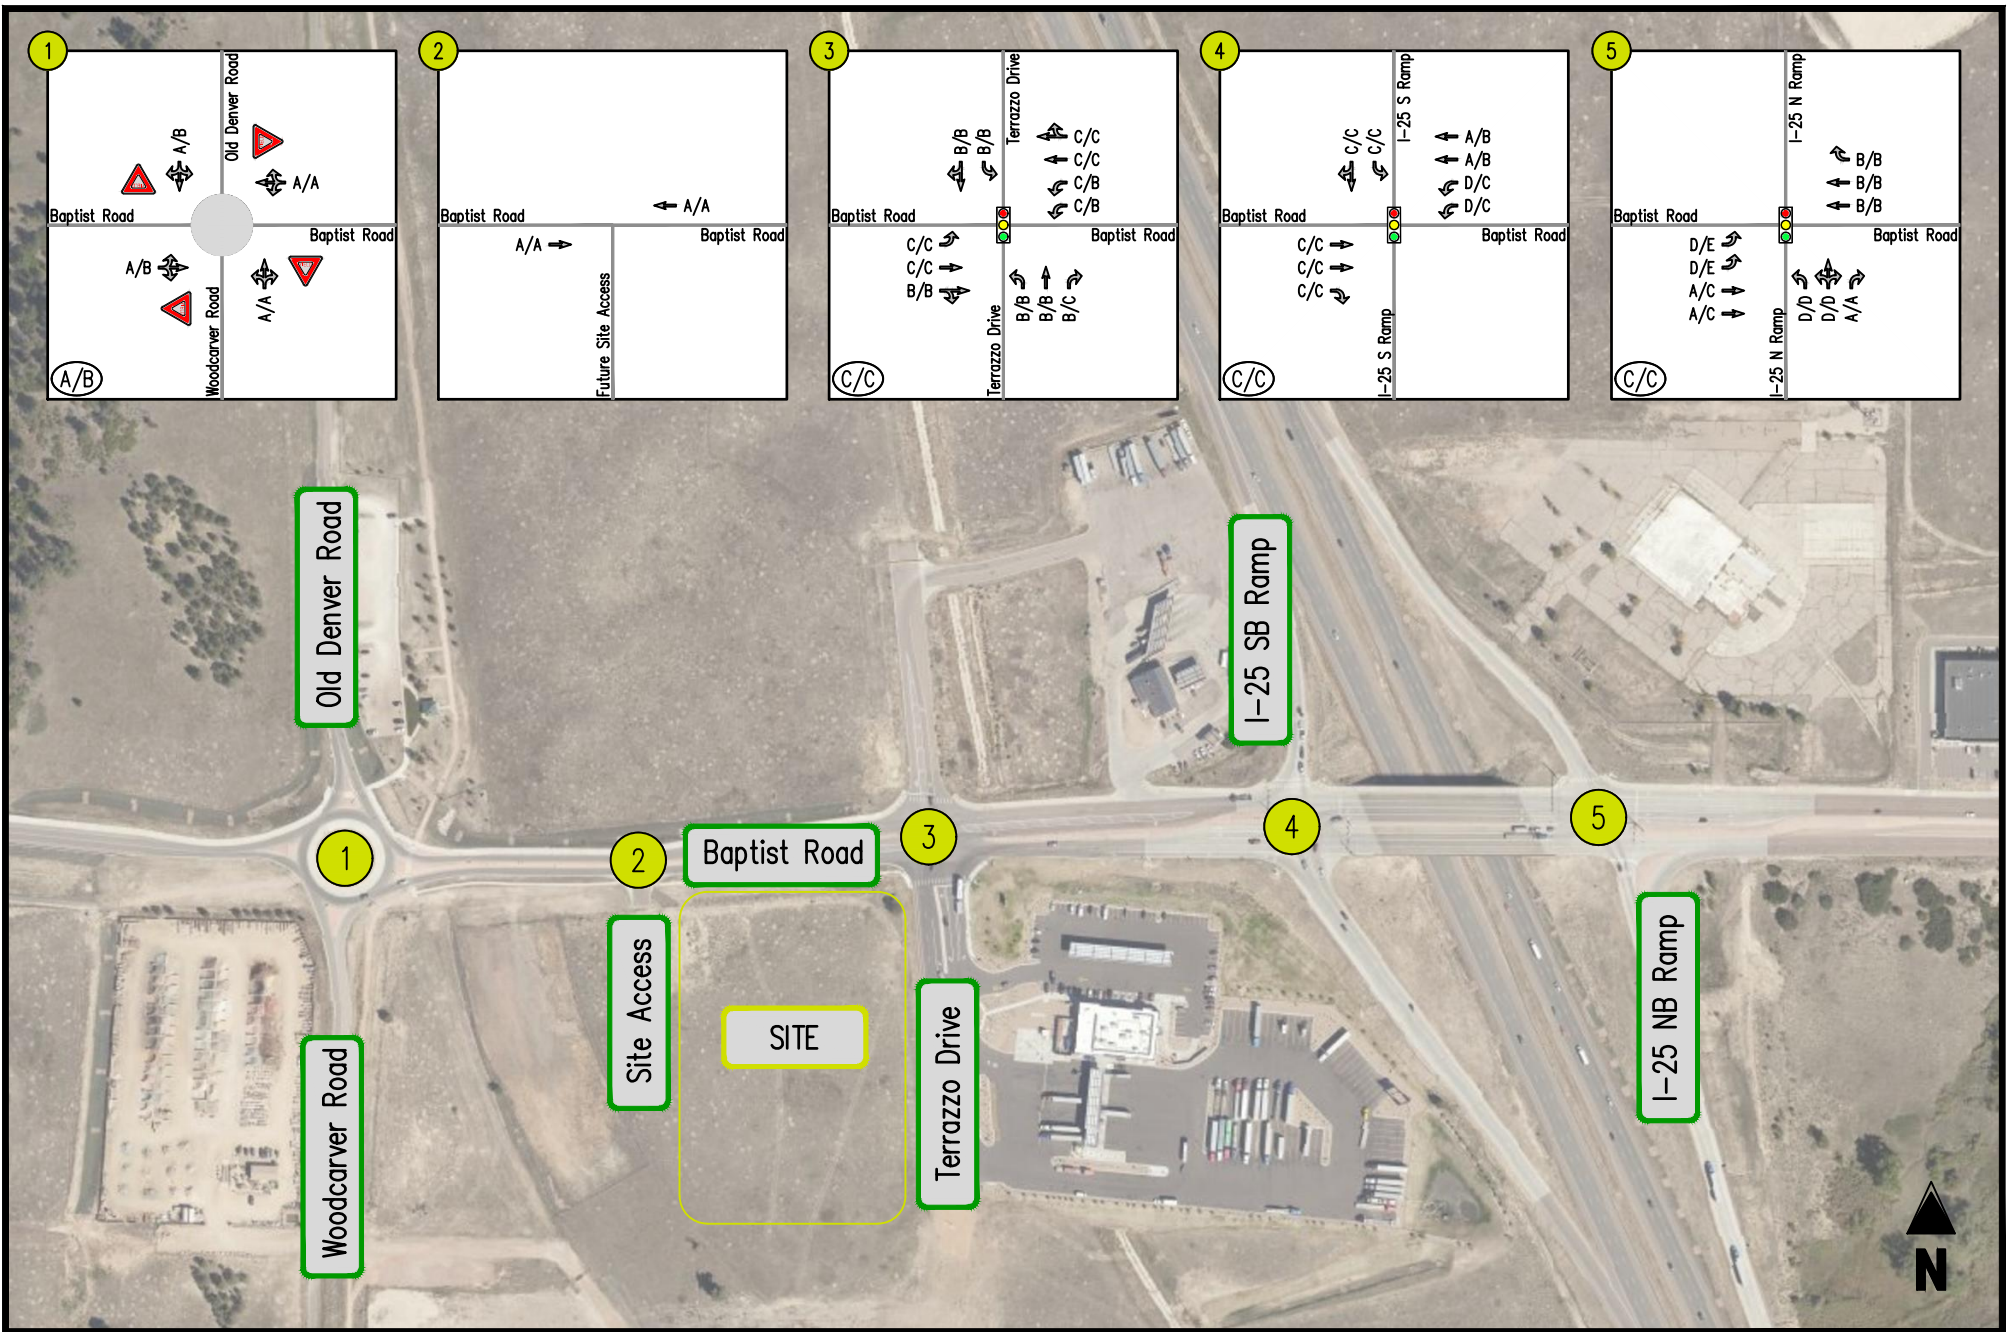 1
Old Denver Road
A/B
A/A
Baptist Road
Baptist Road
A/B
A/A
Woodcarver Road
A/B
2
A/A
Baptist Road
Baptist Road
A/A
Future Site Access
3
Terrazzo Drive
B/B
B/B
C/C
C/C
C/B
C/B
Baptist Road
Baptist Road
C/C
C/C
B/B
B/B
B/B
B/C
Terrazzo Drive
C/C
4
I-25 S Ramp
C/C
C/C
A/B
A/B
D/C
D/C
Baptist Road
Baptist Road
C/C
C/C
C/C
I-25 S Ramp
C/C
5
I-25 N Ramp
B/B
B/B
B/B
Baptist Road
Baptist Road
D/E
D/E
A/C
A/C
D/D
D/D
A/A
I-25 N Ramp
C/C
Old Denver Road
I-25 SB Ramp
1
2
Baptist Road
3
4
5
Site Access
SITE
Woodcarver Road
Terrazzo Drive
I-25 NB Ramp
N